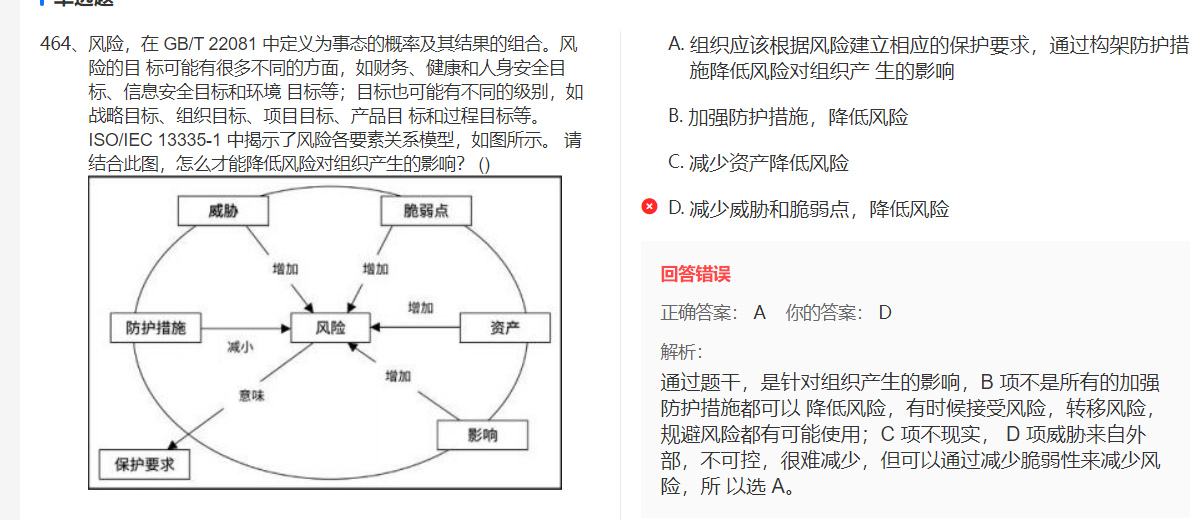 464、风险，在 GB/T 22081 中定义为事态的概率及其结果的组合。风
险的目 标可能有很多不同的方面，如财务、健康和人身安全目
标、信息安全目标和环境 目标等；目标也可能有不同的级别，如
战略目标、组织目标、项目目标、产品目 标和过程目标等。
ISO/IEC 13335-1 中揭示了风险各要素关系模型，如图所示。 请
结合此图，怎么才能降低风险对组织产生的影响？ ()
威胁
脆弱点
增加
增加
增加
防护措施
风险
资产
减小
增加
意味
影响
保护要求
A. 组织应该根据风险建立相应的保护要求，通过构架防护措
施降低风险对组织产 生的影响
B. 加强防护措施，降低风险
C. 减少资产降低风险
D. 减少威胁和脆弱点，降低风险
回答错误
正确答案： A 你的答案： D
解析：
通过题干，是针对组织产生的影响，B 项不是所有的加强
防护措施都可以 降低风险，有时候接受风险，转移风险，
规避风险都有可能使用；C 项不现实， D 项威胁来自外
部，不可控，很难减少，但可以通过减少脆弱性来减少风
险，所 以选 A。